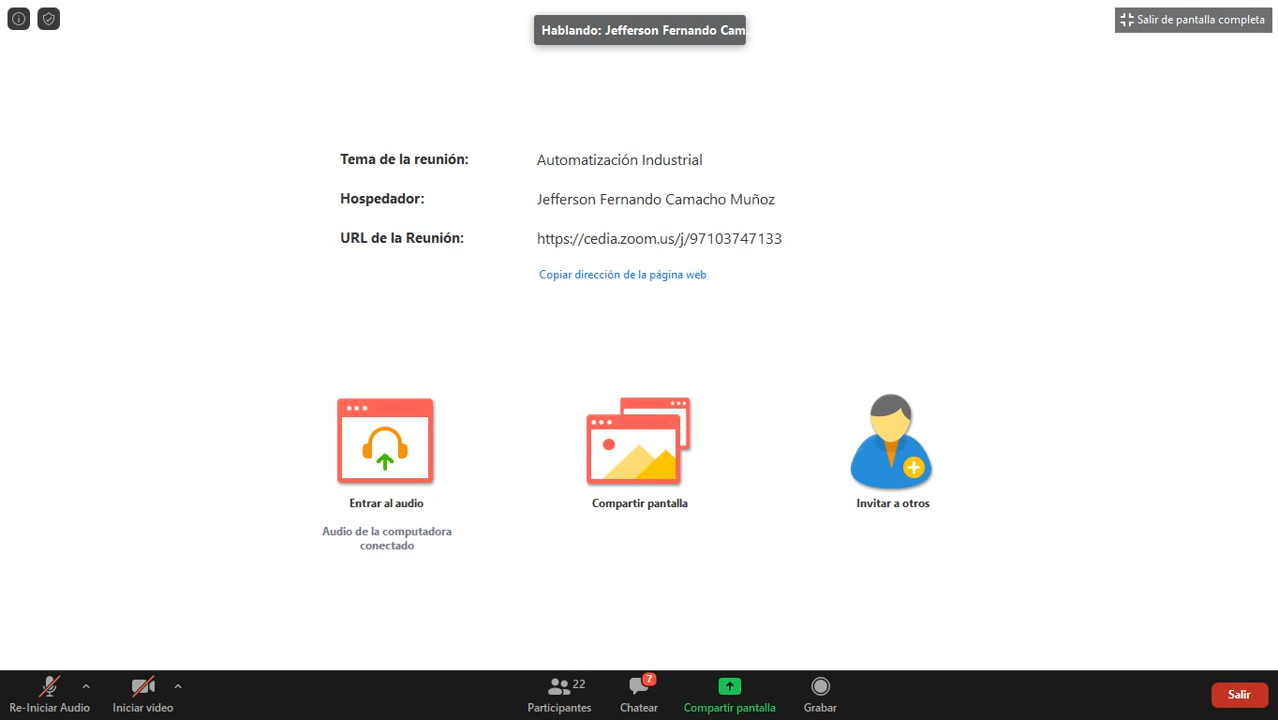 Hablando: Jefferson Fernando Cam
Salir de pantalla completa
Tema de la reunión: Automatización Industrial
Hospedador: Jefferson Fernando Camacho Muñoz
URL de la Reunión: https://cedia.zoom.us/j/97103747133
Copiar dirección de la página web
Entrar al audio
Compartir pantalla
Invitar a otros
Audio de la computadora
conectado
22
7
Re-Iniciar Audio
Iniciar video
Participantes
Chatear
Compartir pantalla
Grabar
Salir